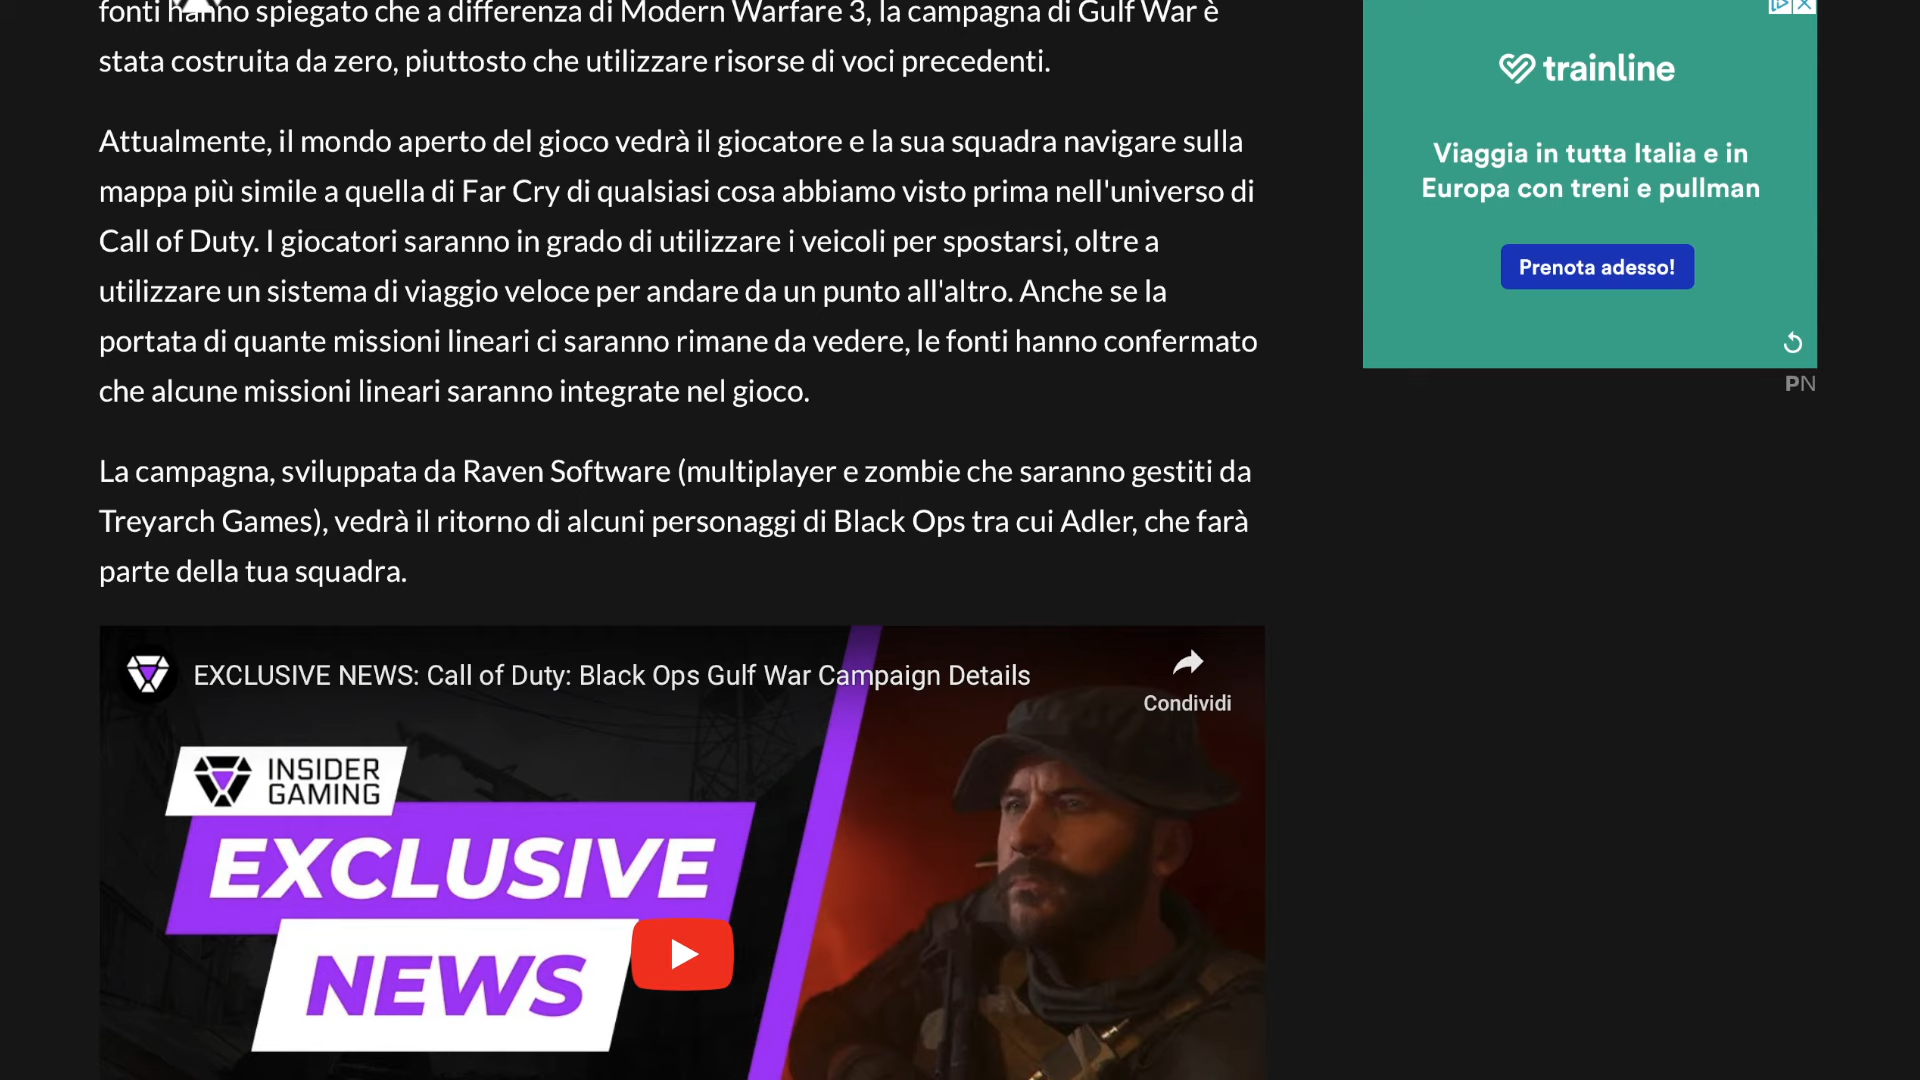 fonti hanno spiegato che a differenza di Modern Warfare 3, la campagna di Gulf War è
stata costruita da zero, piuttosto che utilizzare risorse di voci precedenti.
Attualmente, il mondo aperto del gioco vedrà il giocatore e la sua squadra navigare sulla
mappa più simile a quella di Far Cry di qualsiasi cosa abbiamo visto prima nell'universo di
Call of Duty. I giocatori saranno in grado di utilizzare i veicoli per spostarsi, oltre a
utilizzare un sistema di viaggio veloce per andare da un punto all'altro. Anche se la
portata di quante missioni lineari ci saranno rimane da vedere, le fonti hanno confermato
che alcune missioni lineari saranno integrate nel gioco.
La campagna, sviluppata da Raven Software (multiplayer e zombie che saranno gestiti da
Treyarch Games), vedrà il ritorno di alcuni personaggi di Black Ops tra cui Adler, che farà
parte della tua squadra.
EXCLUSIVE NEWS: Call of Duty: Black Ops Gulf War Campaign Details
Condividi
INSIDER
GAMING
EXCLUSIVE
NEWS
trainline
Viaggia in tutta Italia e in
Europa con treni e pullman
Prenota adesso!
PN